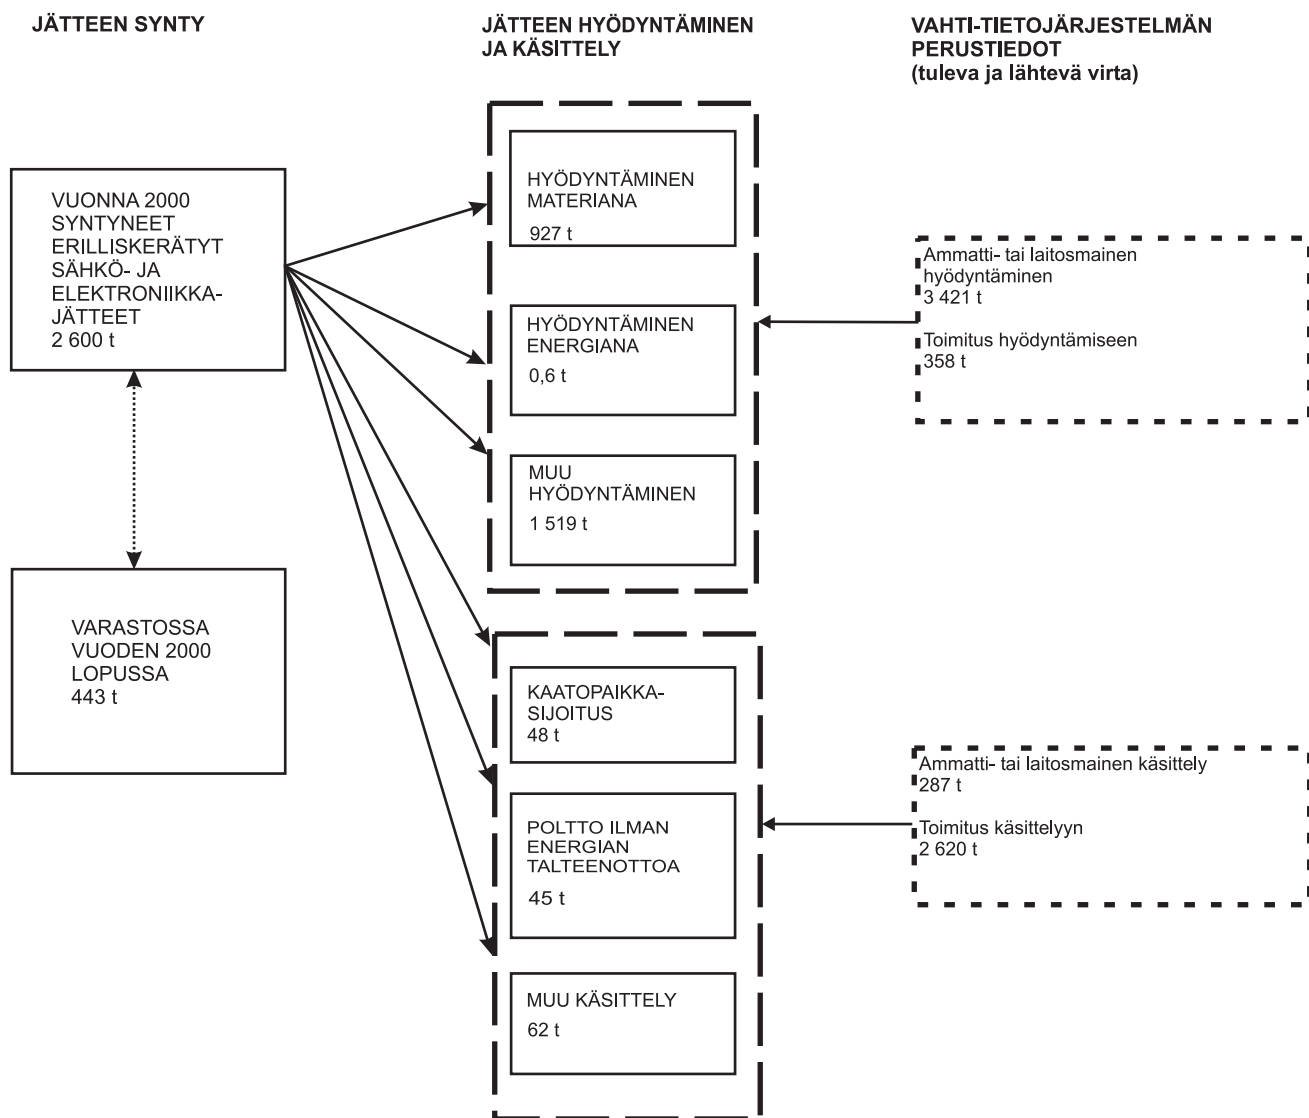 JÄTTEEN SYNTY
JÄTTEEN HYÖDYNTÄMINEN
JA KÄSITTELY
VAHTI-TIETOJÄRJESTELMÄN
PERUSTIEDOT
(tuleva ja lähtevä virta)
VUONNA 2000
SYNTYNEET
ERILLISKERÄTYT
SÄHKÖ- JA
ELEKTRONIIKKA-
JÄTTEET
2 600 t
VARASTOSSA
VUODEN 2000
LOPUSSA
443 t
HYÖDYNTÄMINEN
MATERIANA
927 t
HYÖDYNTÄMINEN
ENERGIANA
0,6 t
MUU
HYÖDYNTÄMINEN
1 519 t
KAATOPAIKKA-
SIJOITUS
48 t
POLTTO ILMAN
ENERGIAN
TALTEENOTTOA
45 t
MUU KÄSITTELY
62 t
Ammatti- tai laitosmainen
hyödyntäminen
3 421 t
Toimitus hyödyntämiseen
358 t
Ammatti- tai laitosmainen käsittely
287 t
Toimitus käsittelyyn
2 620 t